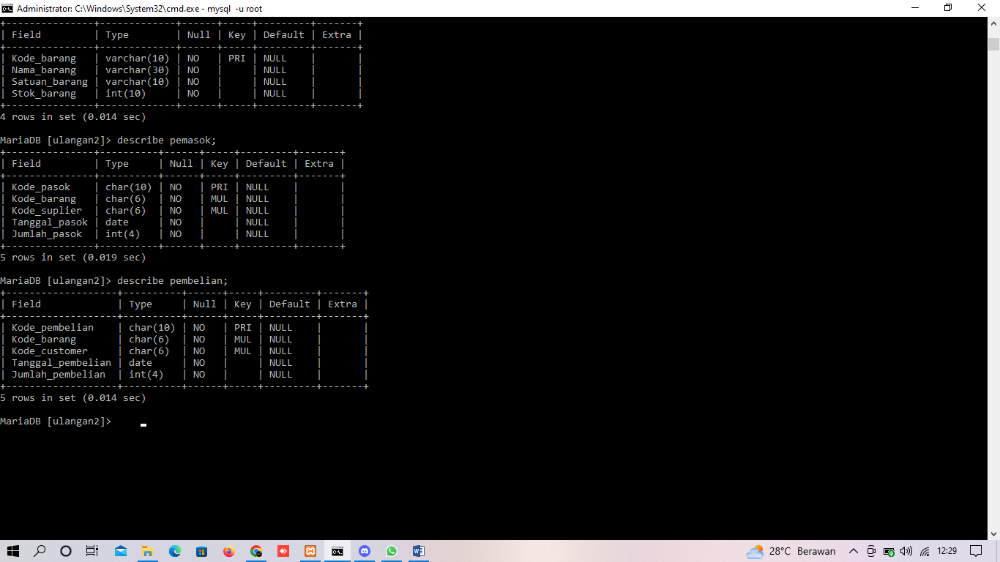 Administrator: C:\Windows\System32\cmd.exe - mysql  -u root
+---------------+-------------+------+-----+---------+-------+
| Field         | Type        | Null | Key | Default | Extra |
+---------------+-------------+------+-----+---------+-------+
| Kode_barang   | varchar(10) | NO   | PRI | NULL    |       |
| Nama_barang   | varchar(30) | NO   |     | NULL    |       |
| Satuan_barang | varchar(10) | NO   |     | NULL    |       |
| Stok_barang   | int(10)     | NO   |     | NULL    |       |
+---------------+-------------+------+-----+---------+-------+
4 rows in set (0.014 sec)
MariaDB [ulangan2]> describe pemasok;
+---------------+----------+------+-----+---------+-------+
| Field         | Type     | Null | Key | Default | Extra |
+---------------+----------+------+-----+---------+-------+
| Kode_pasok    | char(10) | NO   | PRI | NULL    |       |
| Kode_barang   | char(6)  | NO   | MUL | NULL    |       |
| Kode_suplier  | char(6)  | NO   | MUL | NULL    |       |
| Tanggal_pasok | date     | NO   |     | NULL    |       |
| Jumlah_pasok  | int(4)   | NO   |     | NULL    |       |
+---------------+----------+------+-----+---------+-------+
5 rows in set (0.019 sec)
MariaDB [ulangan2]> describe pembelian;
+-------------------+----------+------+-----+---------+-------+
| Field             | Type     | Null | Key | Default | Extra |
+-------------------+----------+------+-----+---------+-------+
| Kode_pembelian    | char(10) | NO   | PRI | NULL    |       |
| Kode_barang       | char(6)  | NO   | MUL | NULL    |       |
| Kode_customer     | char(6)  | NO   | MUL | NULL    |       |
| Tanggal_pembelian | date     | NO   |     | NULL    |       |
| Jumlah_pembelian  | int(4)   | NO   |     | NULL    |       |
+-------------------+----------+------+-----+---------+-------+
5 rows in set (0.014 sec)
MariaDB [ulangan2]>
28°C Berawan 12:29